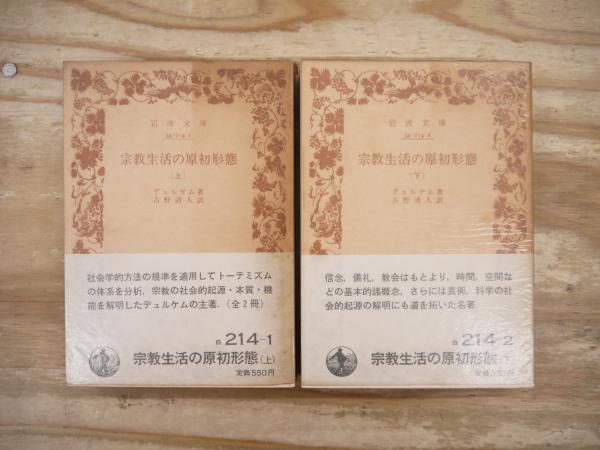 岩波文庫
34-214-1
宗教生活の原初形態
(上)
デュルケム著
古野清人訳
社会学的方法の規準を適用してトーテミズム
の体系を分析，宗教の社会的起源・本質・機
能を解明したデュルケムの主著．〈全2冊〉
白 214-1
宗教生活の原初形態(上)
定価550円
岩波文庫
宗教生活の原初形態
(下)
デュルケム著
古野清人訳
信念，儀礼，教会はもとより，時間，空間な
どの基本的諸概念，さらには芸術，科学の社
会的起源の解明にも道を拓いた名著
白 214-2
宗教生活の原初形態(下)